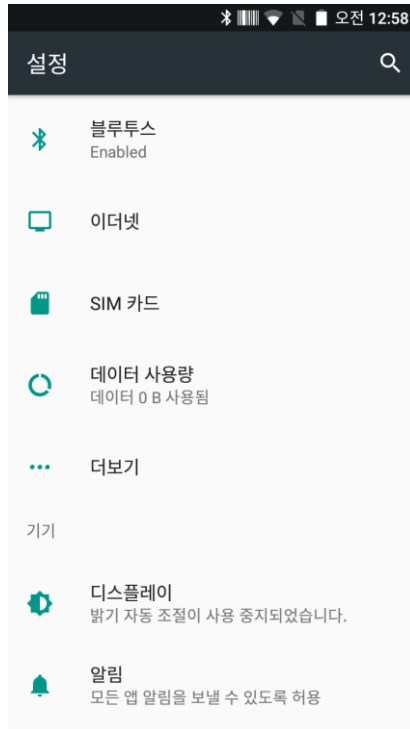 오전 12:58
설정
블루투스
Enabled
이더넷
SIM 카드
데이터 사용량
데이터 0 B 사용됨
더보기
기기
디스플레이
밝기 자동 조절이 사용 중지되었습니다.
알림
모든 앱 알림을 보낼 수 있도록 허용